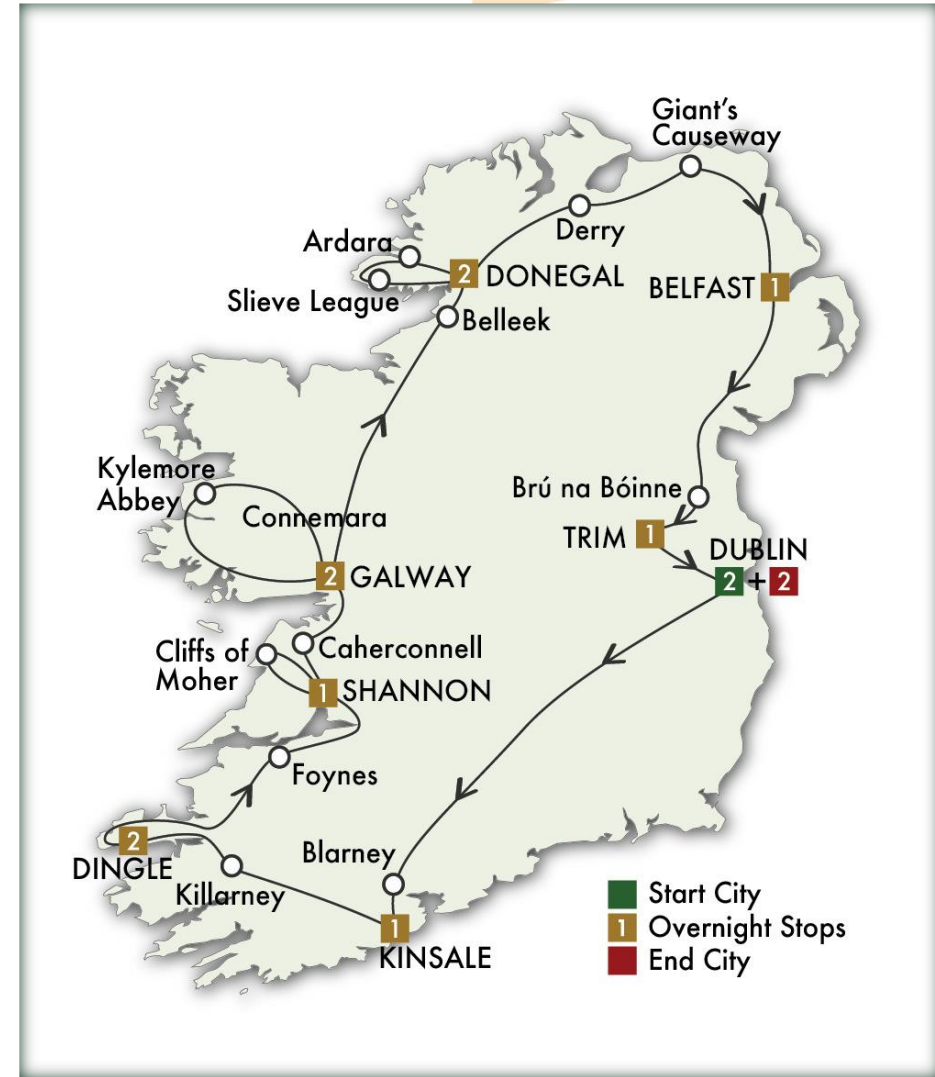 Giant's
Causeway
Derry
Ardara
2 DONEGAL
BELFAST 1
Slieve League
Belleek
Kylemore
Abbey
Brú na Bóinne
Connemara
TRIM 1
DUBLIN
2 GALWAY
2 + 2
Cliffs of
Moher
Caherconnell
1 SHANNON
Foynes
2
DINGLE
Blarney
Killarney
1
KINSALE
Start City
1 Overnight Stops
End City